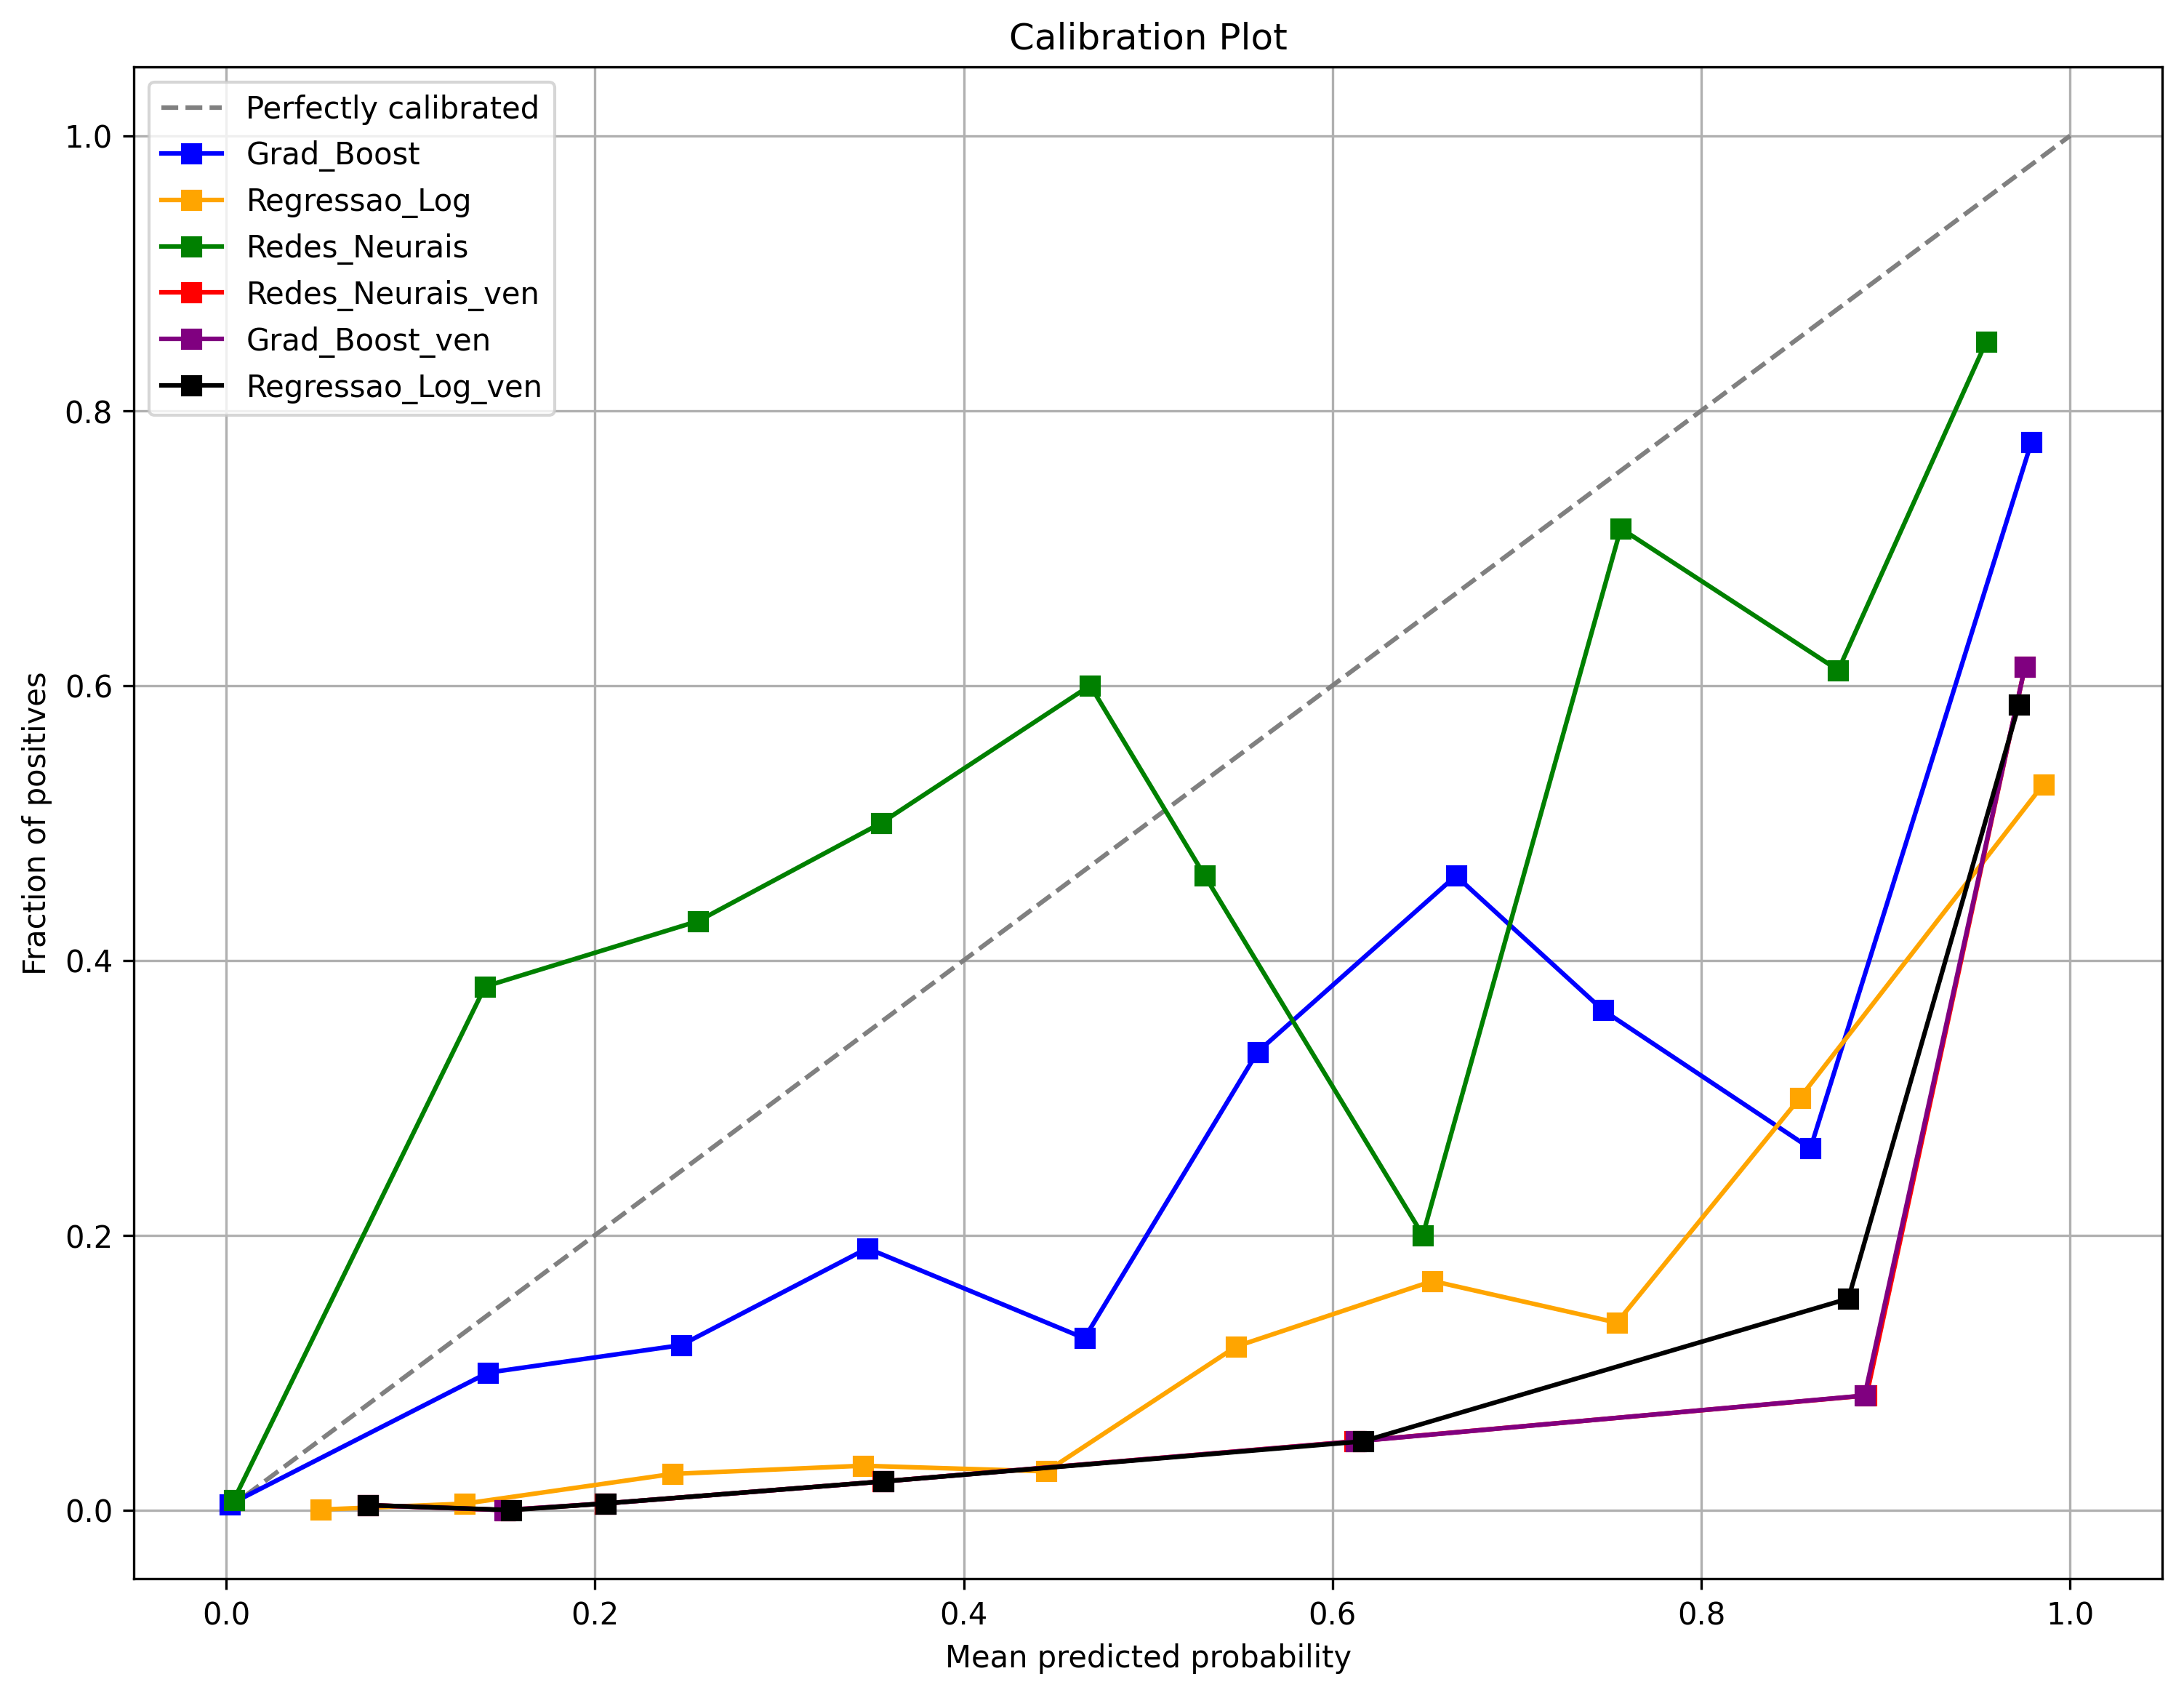 Calibration Plot
Perfectly calibrated
Grad_Boost
Regressao_Log
Redes_Neurais
Redes_Neurais_ven
Grad_Boost_ven
Regressao_Log_ven
1.0
0.8
0.6
0.4
0.2
0.0
Fraction of positives
0.0 0.2 0.4 0.6 0.8 1.0
Mean predicted probability